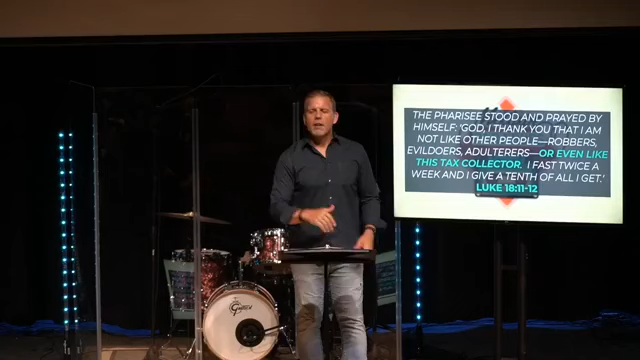 THE PHARISEE STOOD AND PRAYED BY
HIMSELF: 'GOD, I THANK YOU THAT I AM
NOT LIKE OTHER PEOPLE—ROBBERS,
EVILDOERS, ADULTERERS—OR EVEN LIKE
THIS TAX COLLECTOR. I FAST TWICE A
WEEK AND I GIVE A TENTH OF ALL I GET.'
LUKE 18:11-12
Gretsch